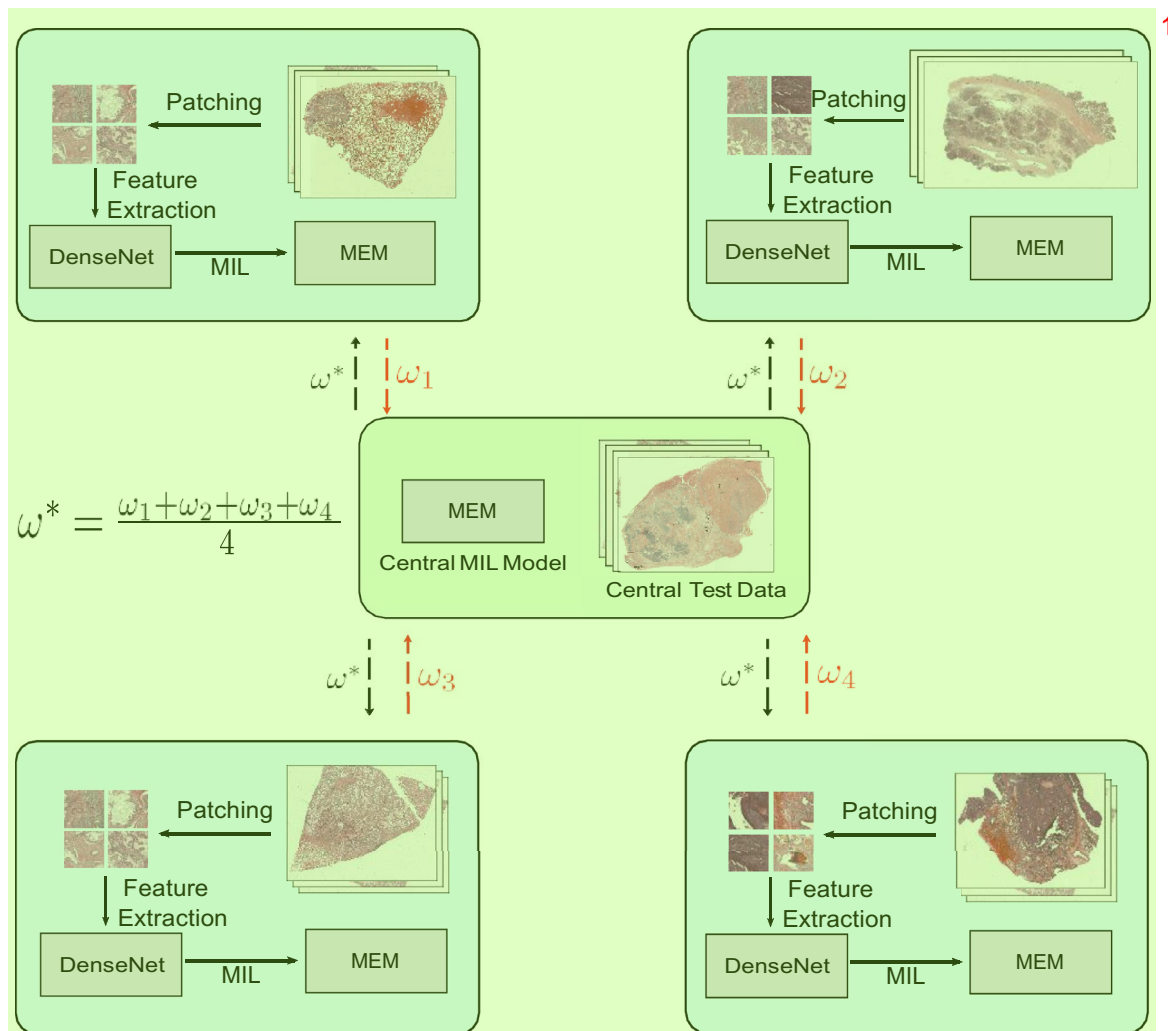 1
Patching
Feature
Extraction
DenseNet
MIL
MEM
Patching
Feature
Extraction
DenseNet
MIL
MEM
ω*
ω₁
ω*
ω₂
ω* = (ω₁+ω₂+ω₃+ω₄)/4
MEM
Central MIL Model
Central Test Data
ω*
ω₃
ω*
ω₄
Patching
Feature
Extraction
DenseNet
MIL
MEM
Patching
Feature
Extraction
DenseNet
MIL
MEM